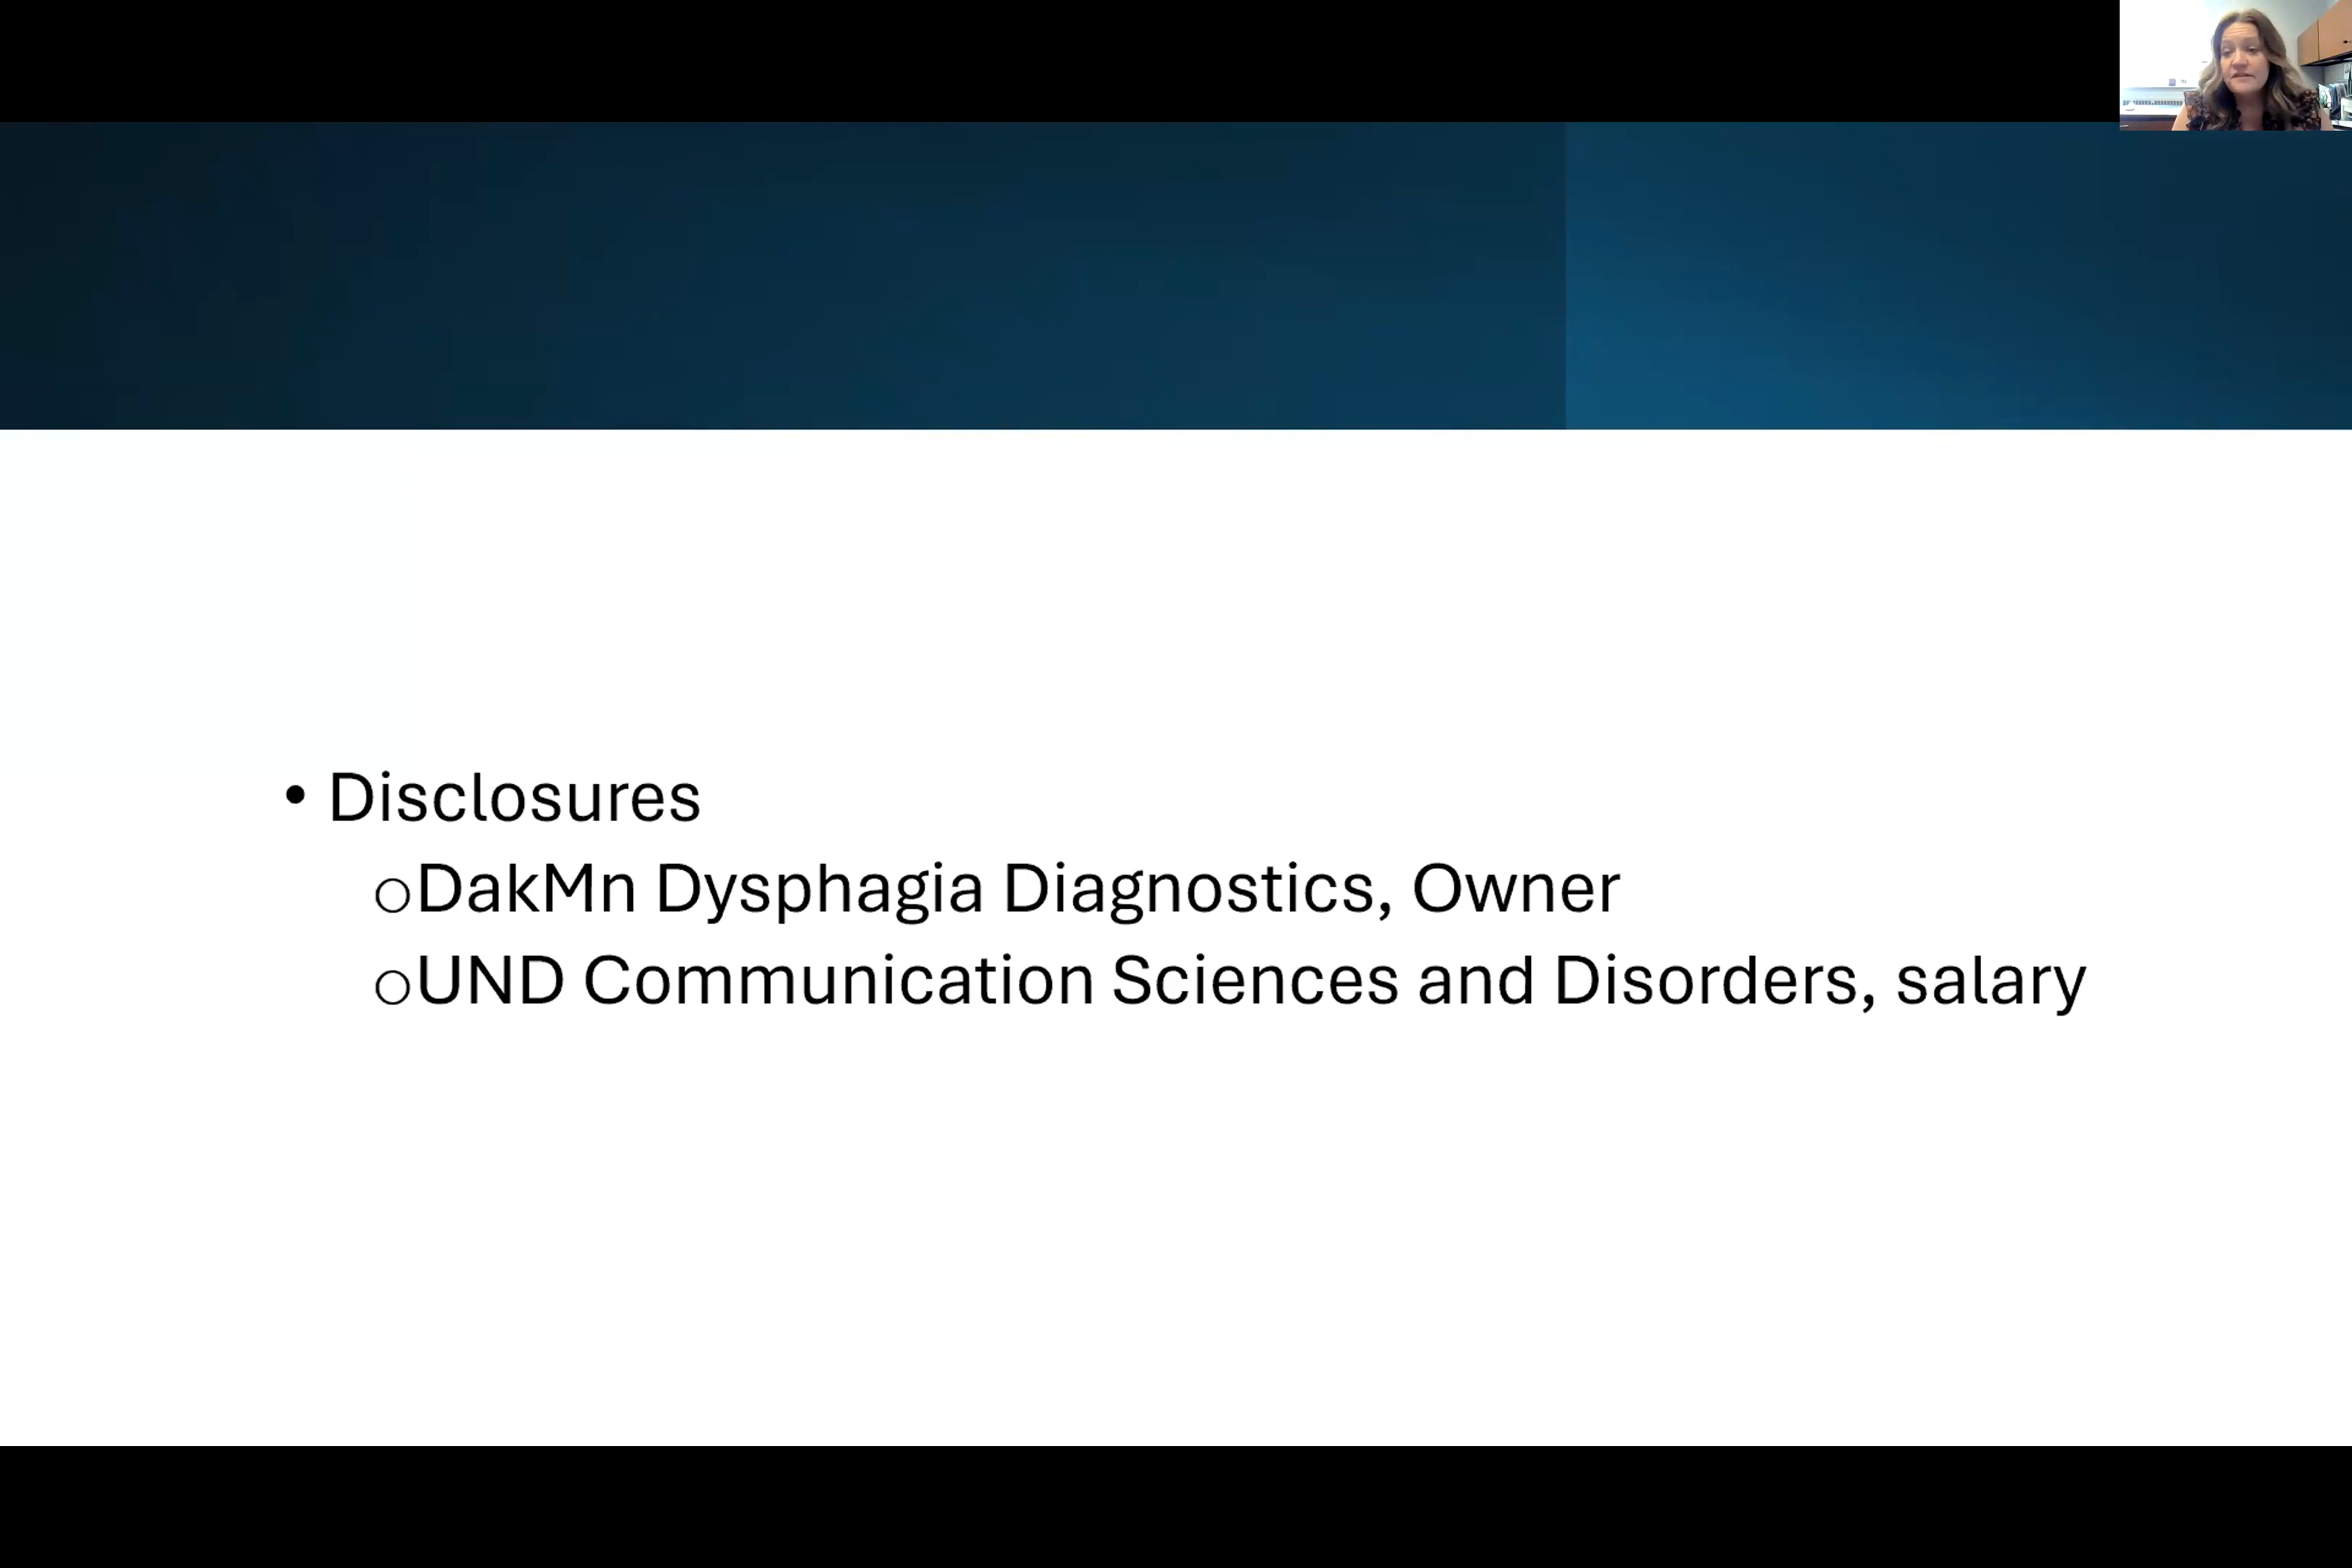 • Disclosures
○DakMn Dysphagia Diagnostics, Owner
○UND Communication Sciences and Disorders, salary